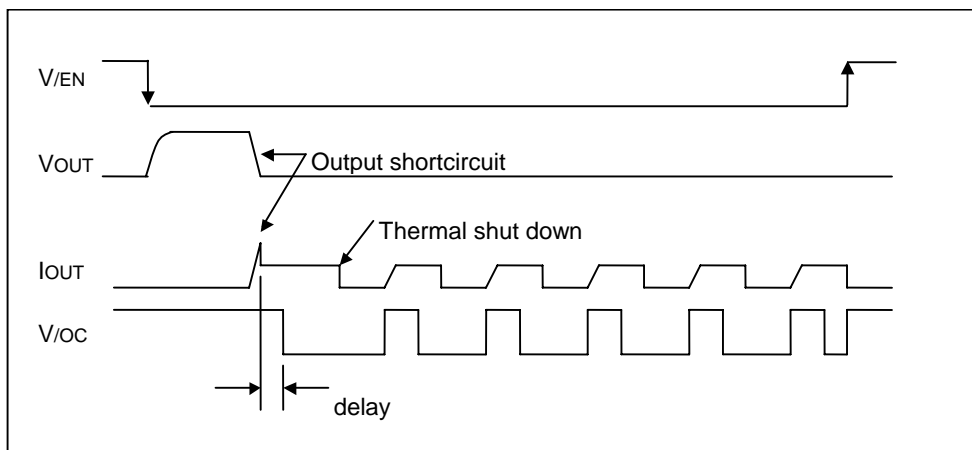 V/EN
VOUT
Output shortcircuit
Thermal shut down
IOUT
V/OC
delay